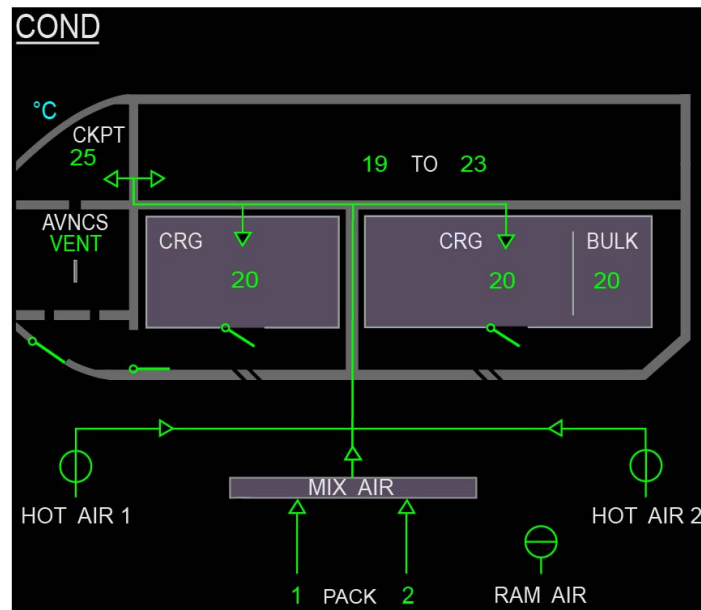 COND
°C
CKPT
25
19 TO 23
AVNCS
VENT
CRG
20
CRG
20
BULK
20
MIX AIR
HOT AIR 1
HOT AIR 2
1 PACK 2
RAM AIR